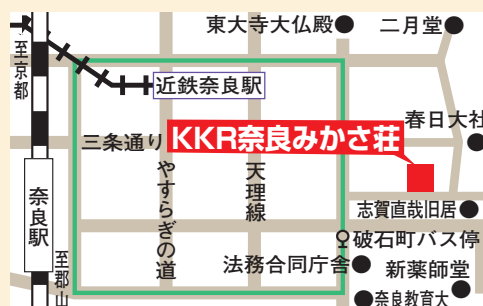 東大寺大仏殿
二月堂
至京都
近鉄奈良駅
春日大社
三条通り
KKR奈良みかさ荘
やすらぎの道
天理線
奈良駅
志賀直哉旧居
破石町バス停
至郡山
法務合同庁舎
新薬師堂
奈良教育大